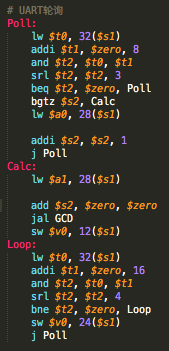 # UART轮询
Poll:
lw $t0, 32($s1)
addi $t1, $zero, 8
and $t2, $t0, $t1
srl $t2, $t2, 3
beq $t2, $zero, Poll
bgtz $s2, Calc
lw $a0, 28($s1)
addi $s2, $s2, 1
j Poll
Calc:
lw $a1, 28($s1)
add $s2, $zero, $zero
jal GCD
sw $v0, 12($s1)
Loop:
lw $t0, 32($s1)
addi $t1, $zero, 16
and $t2, $t0, $t1
srl $t2, $t2, 4
bne $t2, $zero, Loop
sw $v0, 24($s1)
j Poll